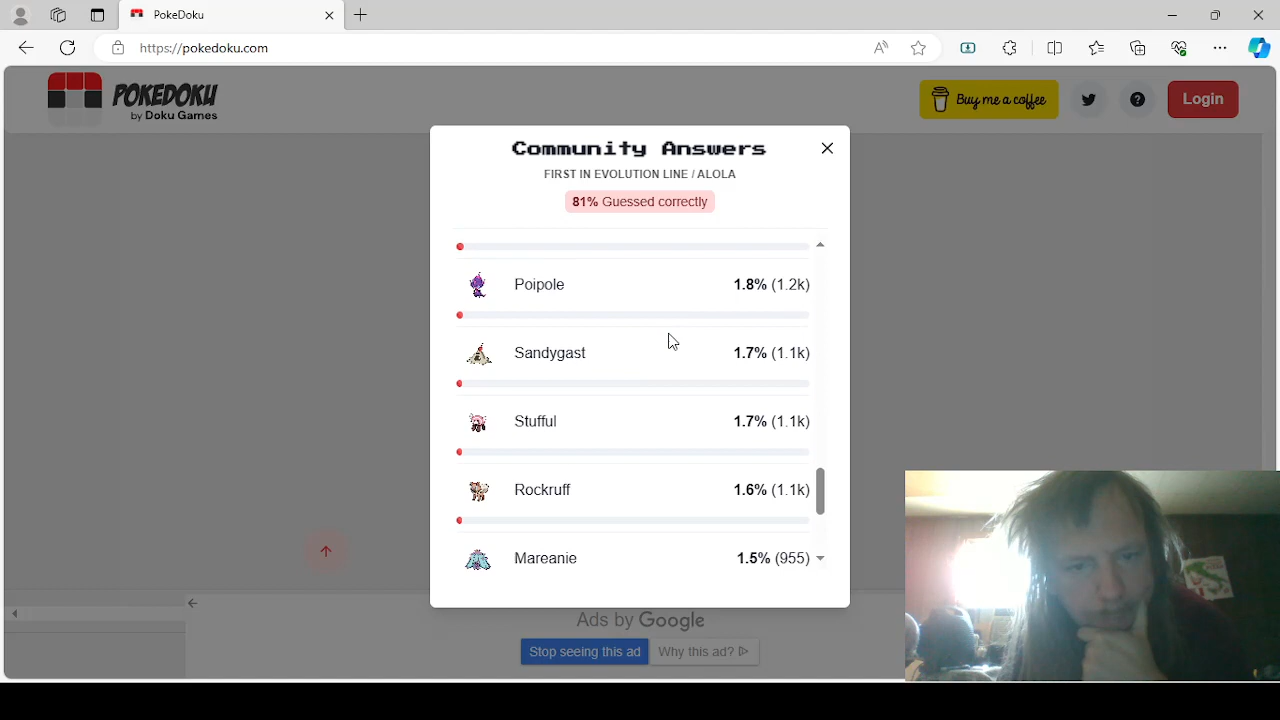 PokeDoku
https://pokedoku.com
POKEDOKU
by Doku Games
Buy me a coffee
Login
Community Answers
FIRST IN EVOLUTION LINE / ALOLA
81% Guessed correctly
Poipole 1.8% (1.2k)
Sandygast 1.7% (1.1k)
Stufful 1.7% (1.1k)
Rockruff 1.6% (1.1k)
Mareanie 1.5% (955)
Ads by Google
Stop seeing this ad
Why this ad?